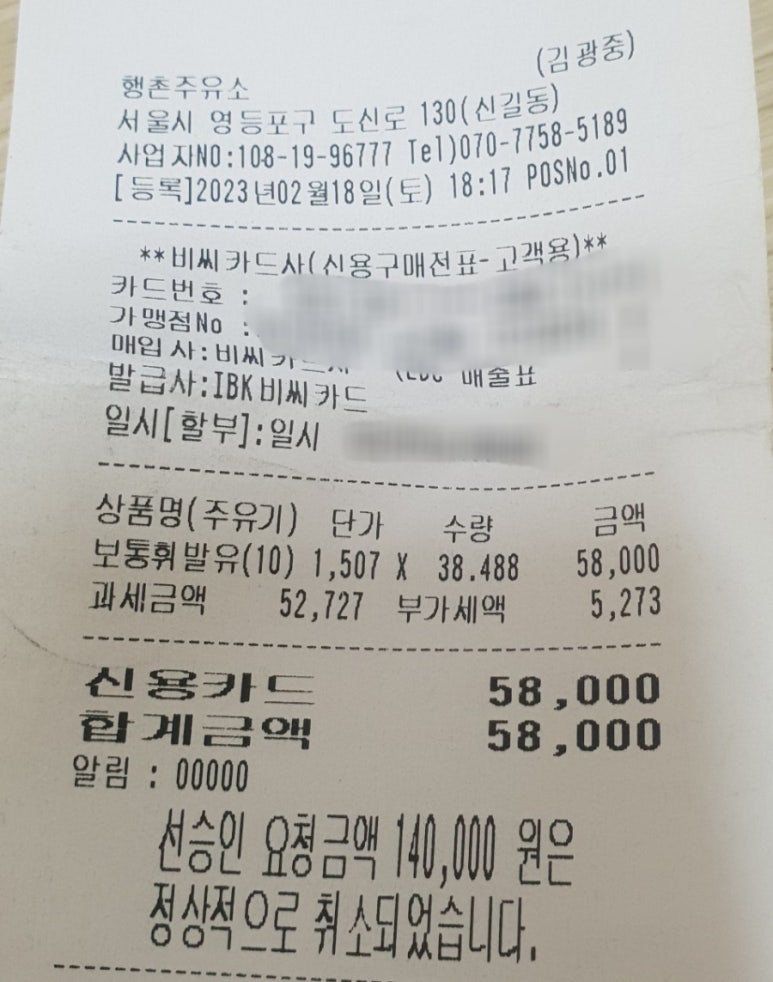 (김광중)
행촌주유소
서울시 영등포구 도신로 130(신길동)
사업자NO:108-19-96777 Tel)070-7758-5189
[등록]2023년02월18일(토) 18:17 POSNo.01
**비씨카드사(신용구매전표-고객용)**
카드번호 :
가맹점No :
매입사:비씨카드사 매출표
발급사:IBK비씨카드
일시[할부]:일시
상품명(주유기) 단가 수량 금액
보통휘발유(10) 1,507 X 38.488 58,000
과세금액 52,727 부가세액 5,273
신용카드 58,000
합계금액 58,000
알림 : 00000
선승인 요청금액 140,000 원은
정상적으로 취소되었습니다.